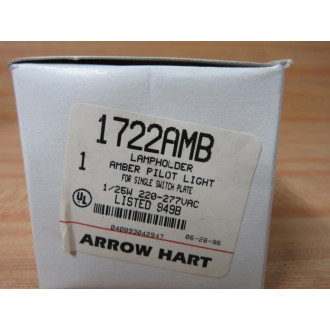 1722AMB
1
LAMPHOLDER
AMBER PILOT LIGHT
FOR SINGLE SWITCH PLATE
1/25W 220-277VAC
UL
LISTED 949B
06-28-96
ARROW HART